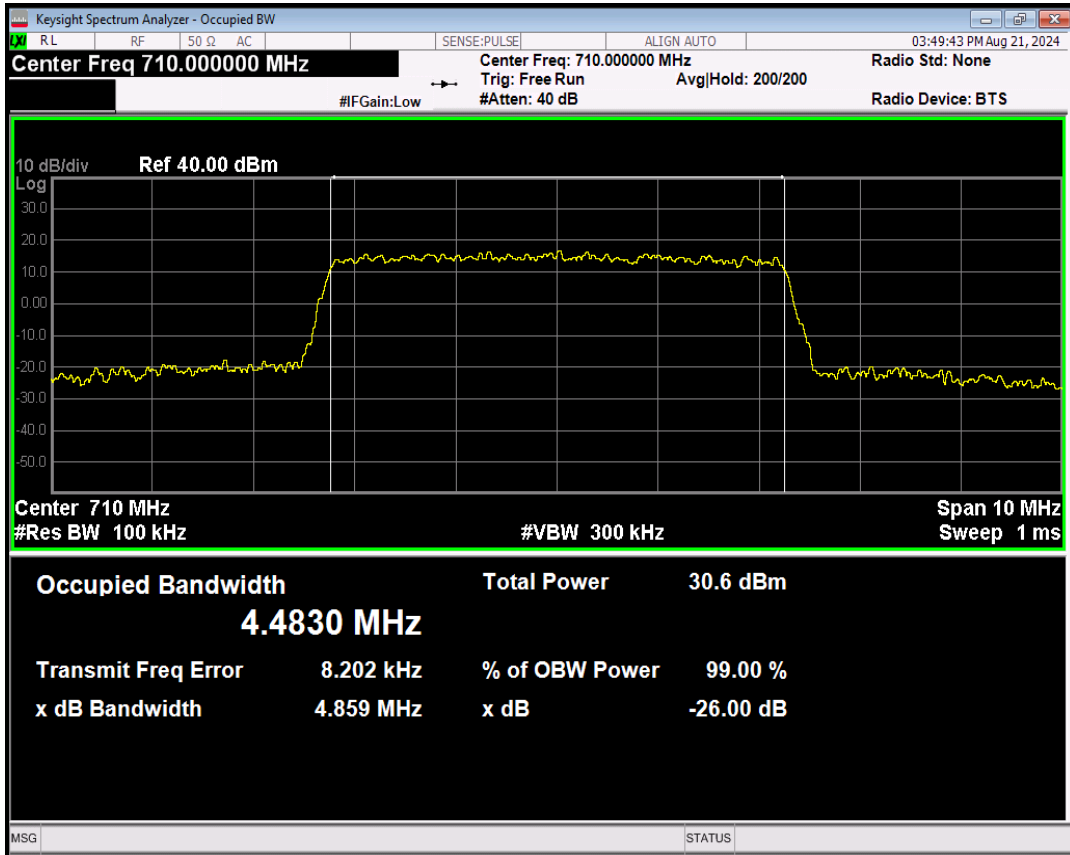 Keysight Spectrum Analyzer - Occupied BW
LXI RL RF 50 Ω AC SENSE:PULSE ALIGN AUTO 03:49:43 PM Aug 21, 2024
Center Freq 710.000000 MHz Center Freq: 710.000000 MHz Radio Std: None
Trig: Free Run Avg|Hold: 200/200
#IFGain:Low #Atten: 40 dB Radio Device: BTS
10 dB/div Ref 40.00 dBm
Log
30.0
20.0
10.0
0.00
-10.0
-20.0
-30.0
-40.0
-50.0
Center 710 MHz Span 10 MHz
#Res BW 100 kHz #VBW 300 kHz Sweep 1 ms
Occupied Bandwidth Total Power 30.6 dBm
4.4830 MHz
Transmit Freq Error 8.202 kHz % of OBW Power 99.00 %
x dB Bandwidth 4.859 MHz x dB -26.00 dB
MSG STATUS